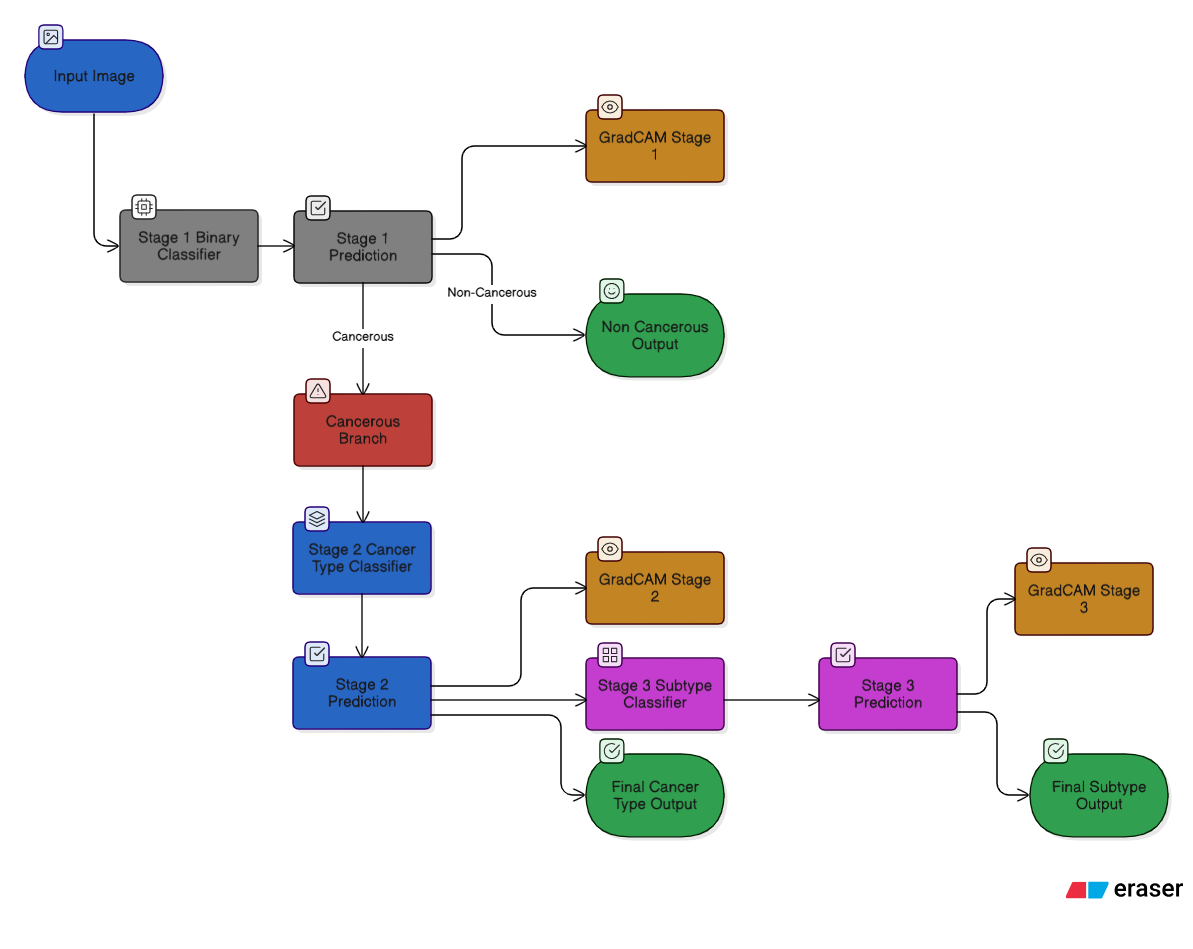 Input Image
GradCAM Stage
1
Stage 1 Binary
Classifier
Stage 1
Prediction
Non-Cancerous
Cancerous
Non Cancerous
Output
Cancerous
Branch
Stage 2 Cancer
Type Classifier
GradCAM Stage
2
GradCAM Stage
3
Stage 2
Prediction
Stage 3 Subtype
Classifier
Stage 3
Prediction
Final Cancer
Type Output
Final Subtype
Output
eraser